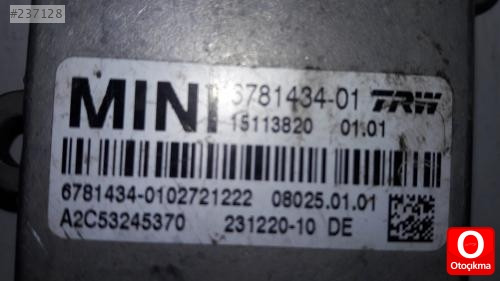 #237128
MINI 6781434-01 TRW
15113820 01.01
6781434-0102721222 08025.01.01
A2C53245370 231220-10 DE
O
Otoçıkma